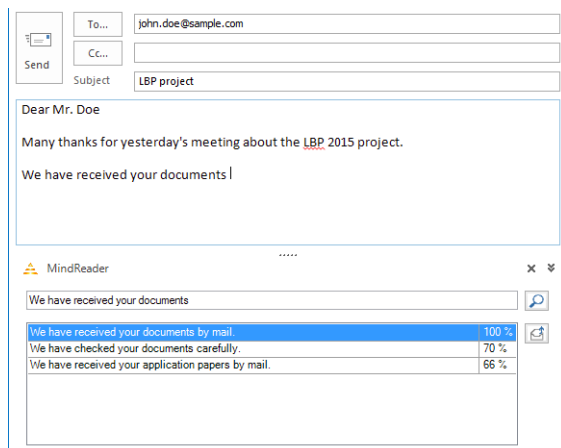 To...
john.doe@sample.com
Cc...
Send
Subject
LBP project
Dear Mr. Doe
Many thanks for yesterday's meeting about the LBP 2015 project.
We have received your documents
MindReader
We have received your documents
We have received your documents by mail. 100 %
We have checked your documents carefully. 70 %
We have received your application papers by mail. 66 %